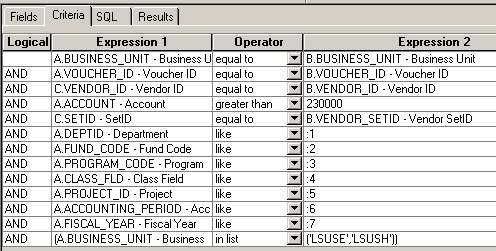 Fields Criteria SQL Results
Logical Expression 1 Operator Expression 2
A.BUSINESS_UNIT - Business U equal to B.BUSINESS_UNIT - Business Unit
AND A.VOUCHER_ID - Voucher ID equal to B.VOUCHER_ID - Voucher ID
AND C.VENDOR_ID - Vendor ID equal to B.VENDOR_ID - Vendor ID
AND A.ACCOUNT - Account greater than 230000
AND C.SETID - SetID equal to B.VENDOR_SETID - Vendor SetID
AND A.DEPTID - Department like :1
AND A.FUND_CODE - Fund Code like :2
AND A.PROGRAM_CODE - Program like :3
AND A.CLASS_FLD - Class Field like :4
AND A.PROJECT_ID - Project like :5
AND A.ACCOUNTING_PERIOD - Acc like :6
AND A.FISCAL_YEAR - Fiscal Year like :7
AND (A.BUSINESS_UNIT - Business in list ('LSUSE','LSUSH'))